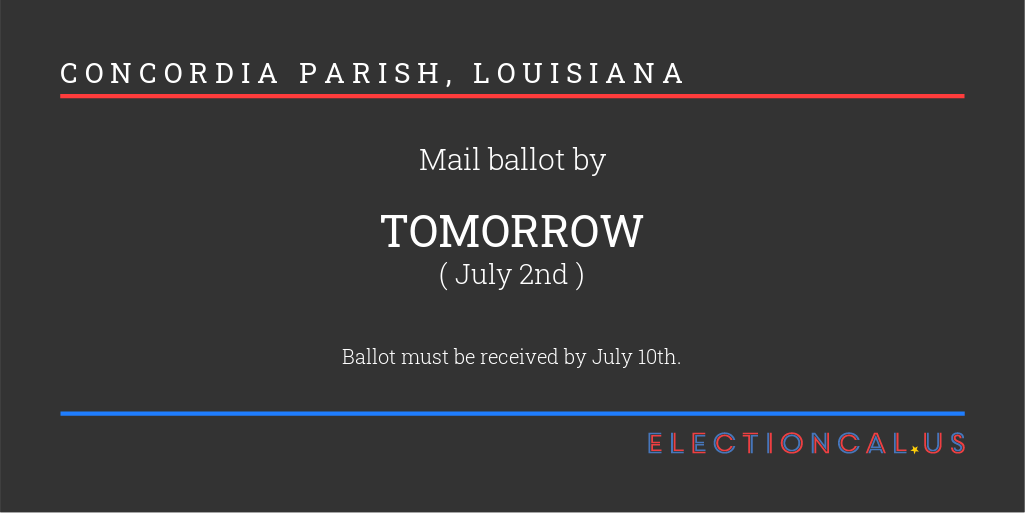 CONCORDIA PARISH, LOUISIANA
Mail ballot by
TOMORROW
( July 2nd )
Ballot must be received by July 10th.
ELECTIONCAL.US